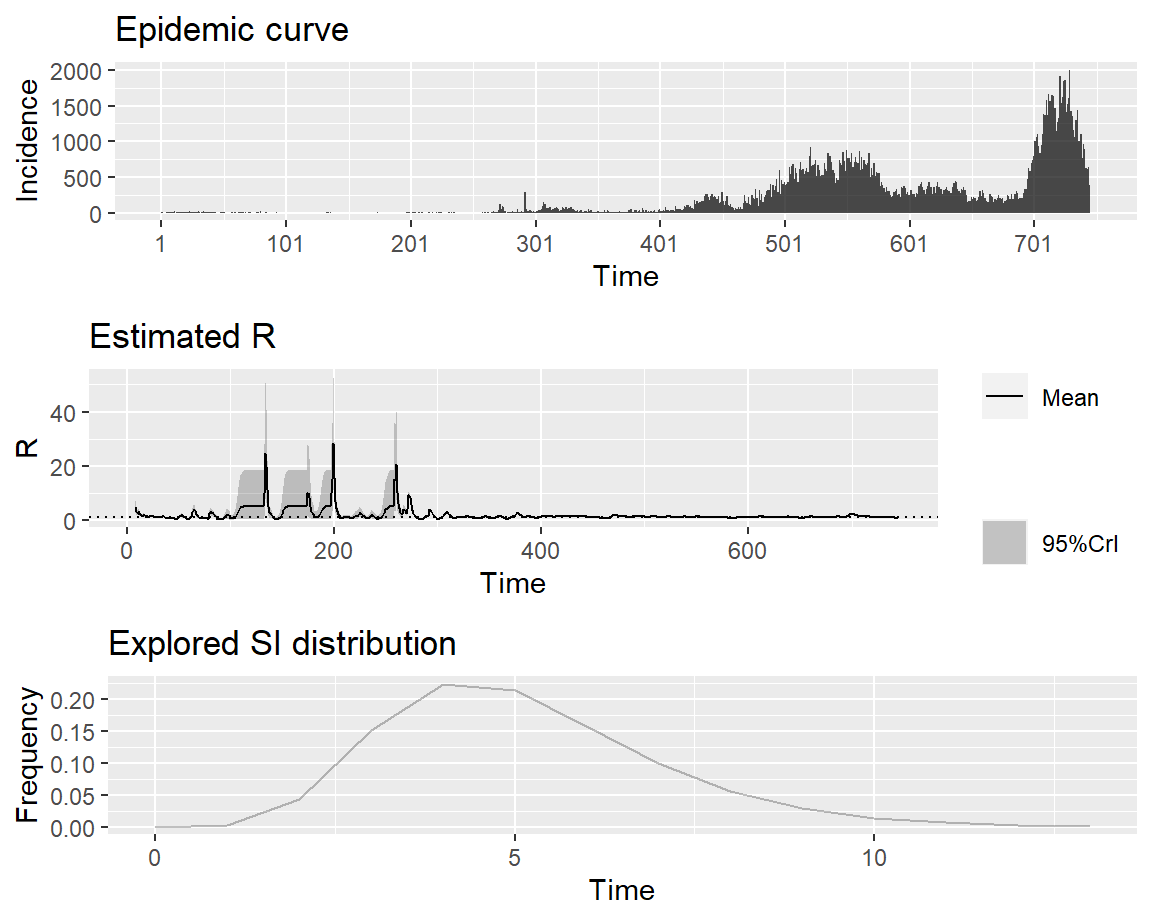 Epidemic curve
Incidence
2000
1500
1000
500
0
1 101 201 301 401 501 601 701
Time
Estimated R
R
40
20
0
0 200 400 600
Time
Mean
95%CrI
Explored SI distribution
Frequency
0.20
0.15
0.10
0.05
0.00
0 5 10
Time